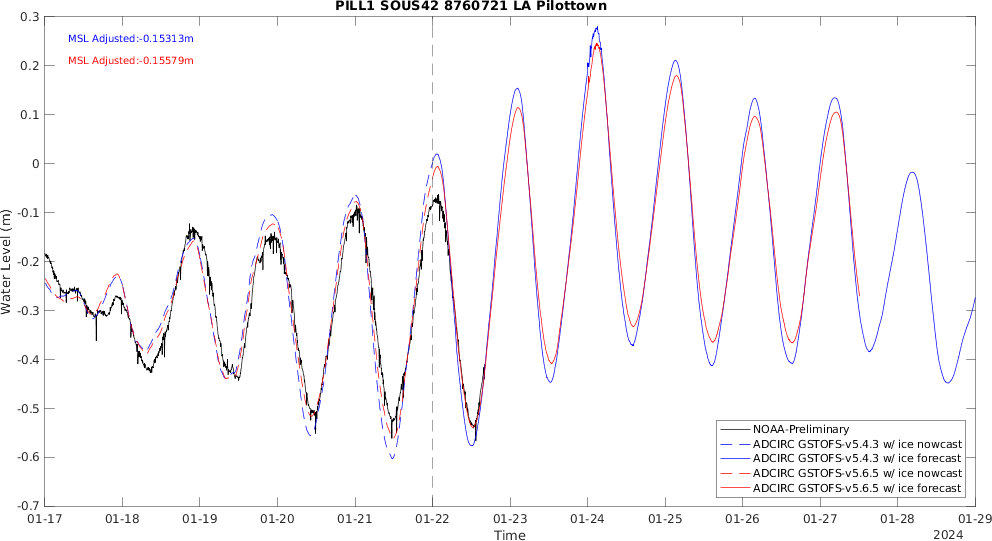 PILL1 SOUS42 8760721 LA Pilottown
MSL Adjusted:-0.15313m
MSL Adjusted:-0.15579m
Water Level (m)
0.3
0.2
0.1
0
-0.1
-0.2
-0.3
-0.4
-0.5
-0.6
-0.7
NOAA-Preliminary
ADCIRC GSTOFS-v5.4.3 w/ ice nowcast
ADCIRC GSTOFS-v5.4.3 w/ ice forecast
ADCIRC GSTOFS-v5.6.5 w/ ice nowcast
ADCIRC GSTOFS-v5.6.5 w/ ice forecast
01-17 01-18 01-19 01-20 01-21 01-22 01-23 01-24 01-25 01-26 01-27 01-28 01-29
Time
2024